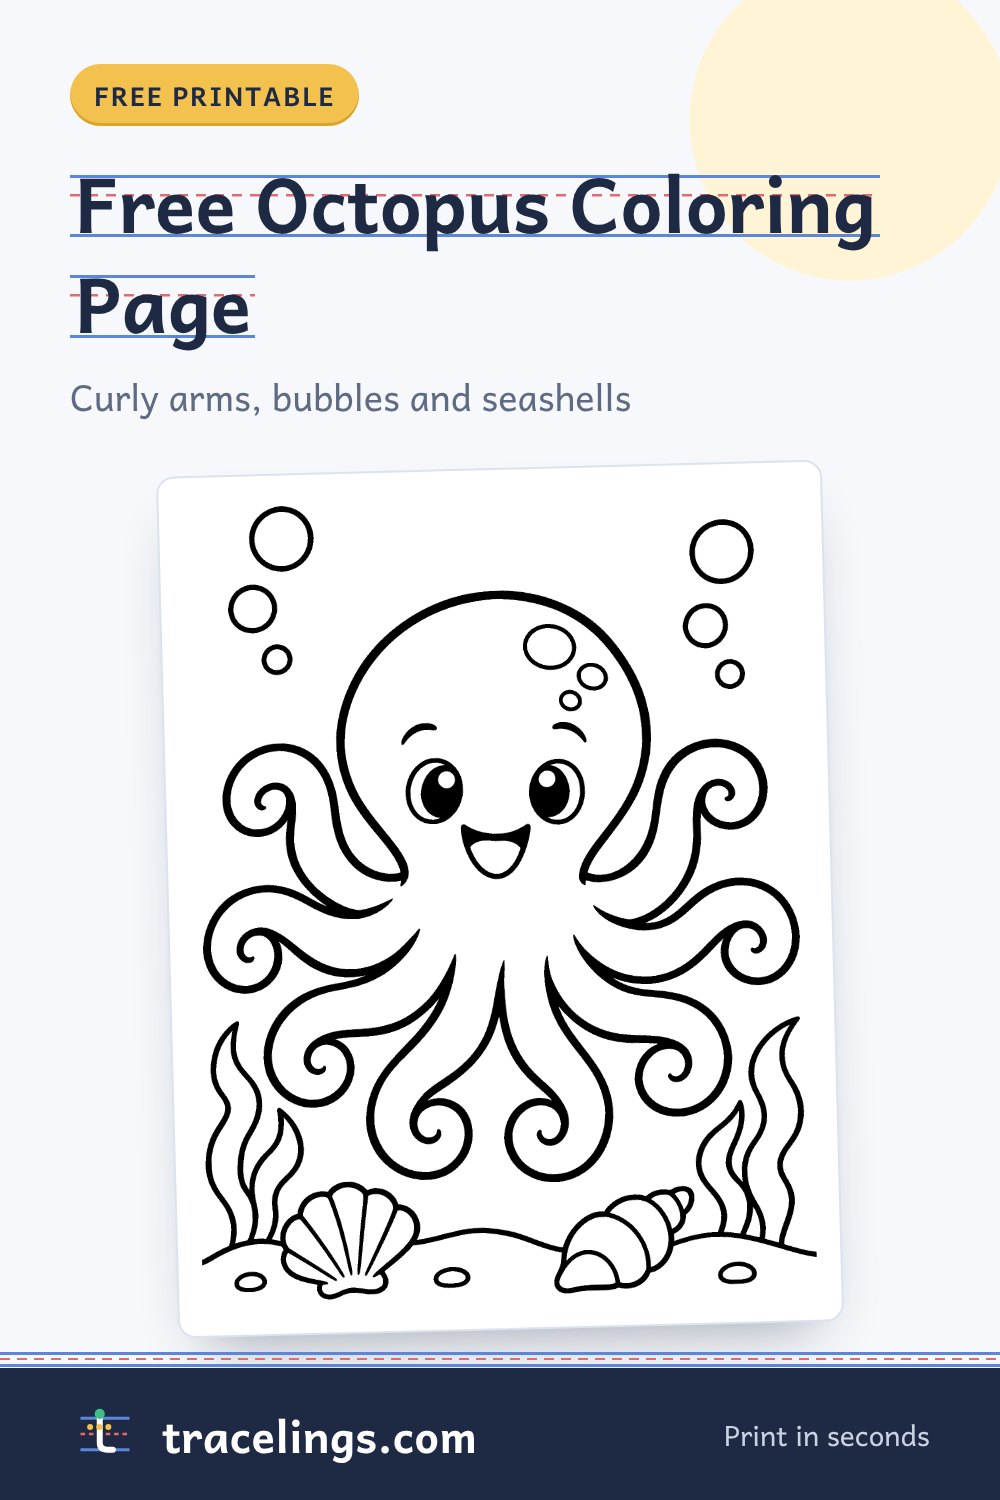 FREE PRINTABLE
Free Octopus Coloring
Page
Curly arms, bubbles and seashells
tracelings.com
Print in seconds